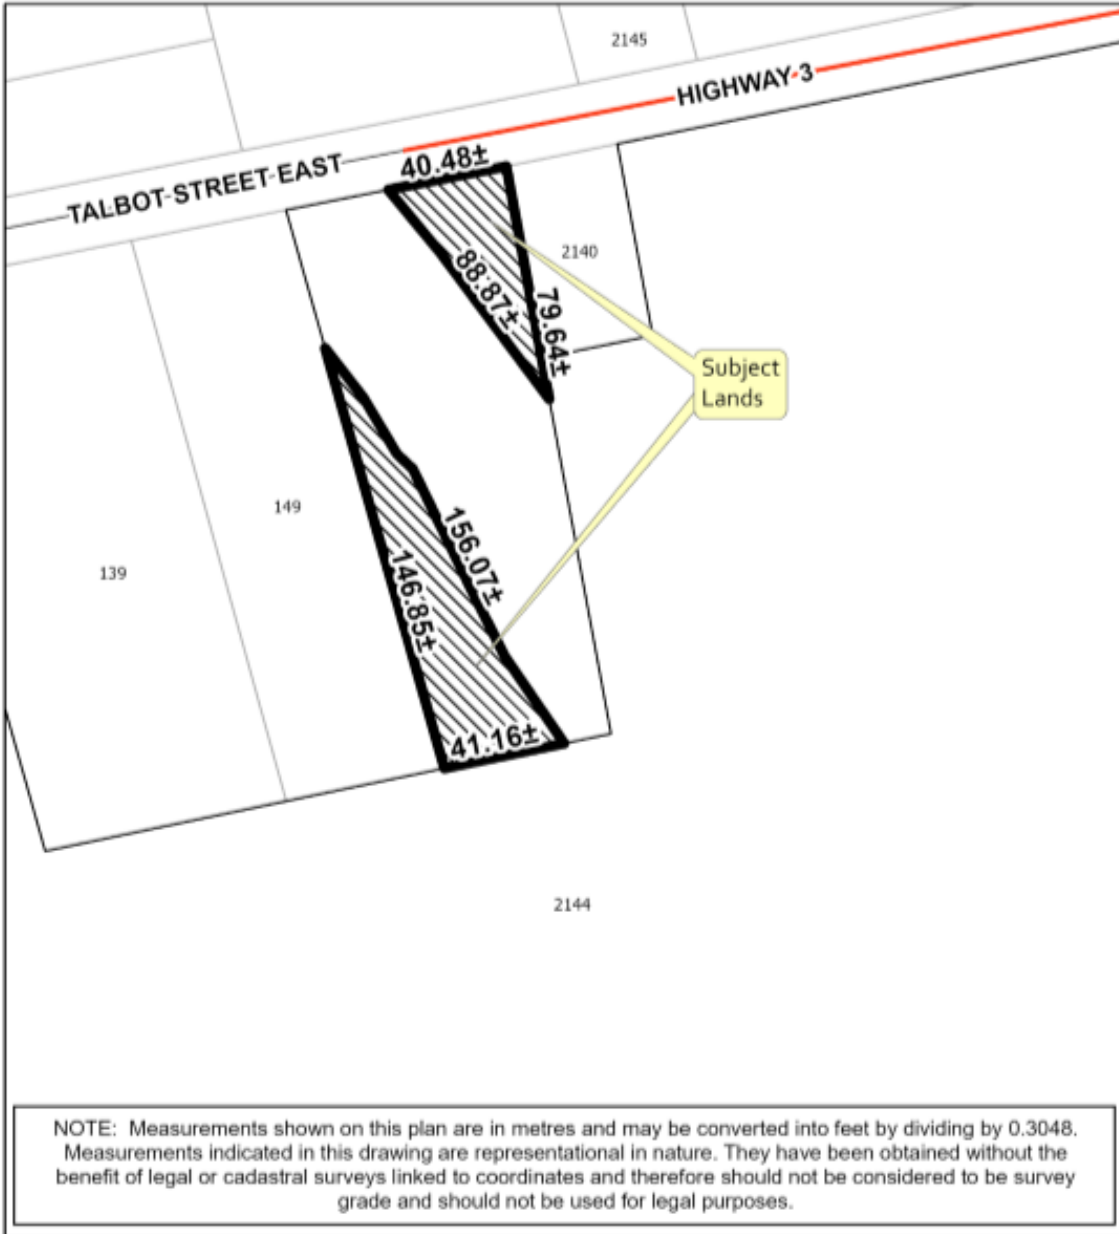 2145
HIGHWAY 3
TALBOT STREET EAST
40.48±
2140
88.87±
79.64±
Subject
Lands
149
156.07±
139
146.85±
41.16±
2144
NOTE: Measurements shown on this plan are in metres and may be converted into feet by dividing by 0.3048.
Measurements indicated in this drawing are representational in nature. They have been obtained without the
benefit of legal or cadastral surveys linked to coordinates and therefore should not be considered to be survey
grade and should not be used for legal purposes.